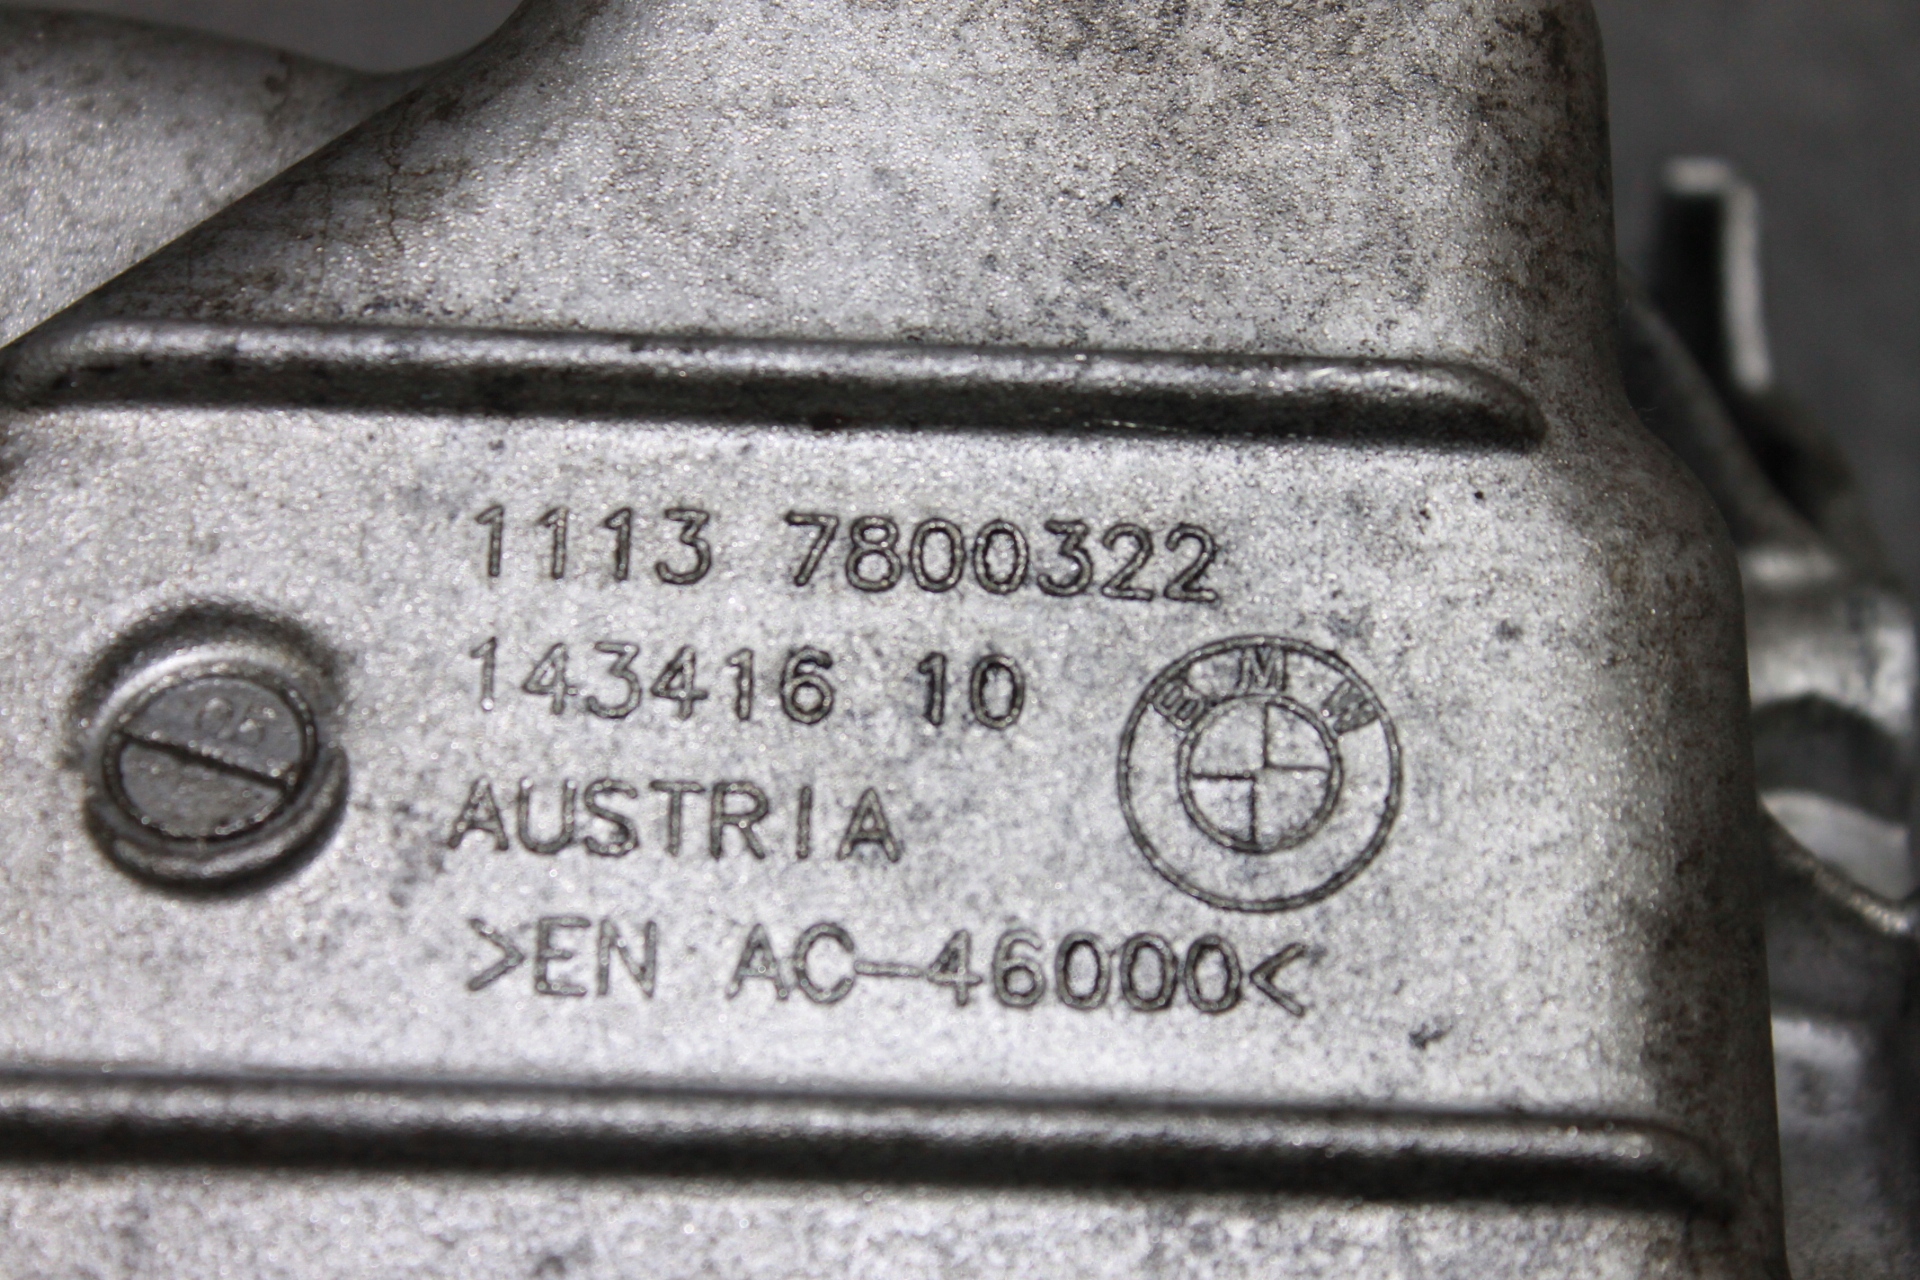 1113 7800322
143416 10
BMW
AUSTRIA
>EN AC-46000<